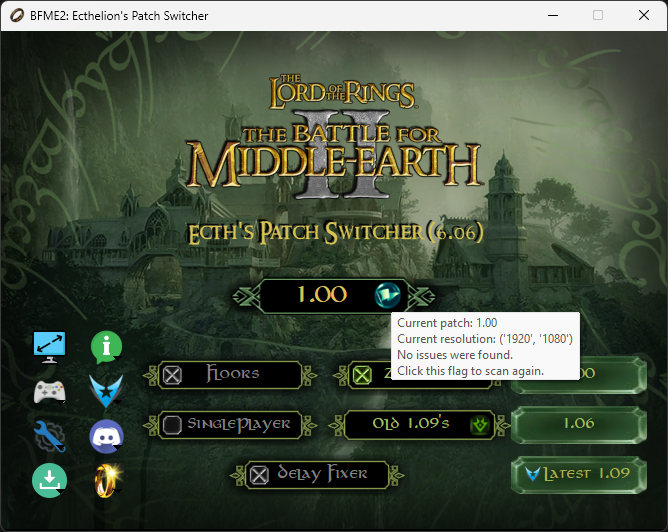 BFME2: Ecthelion's Patch Switcher
THE
LORD OF THE RINGS
II
THE BATTLE FOR
MIDDLE-EARTH
ECTH'S PATCH SWITCHER (6.06)
1.00
Current patch: 1.00
Current resolution: ('1920', '1080')
No issues were found.
Click this flag to scan again.
Floors
SinglePlayer
Old 1.09's
1.06
Delay Fixer
Latest 1.09